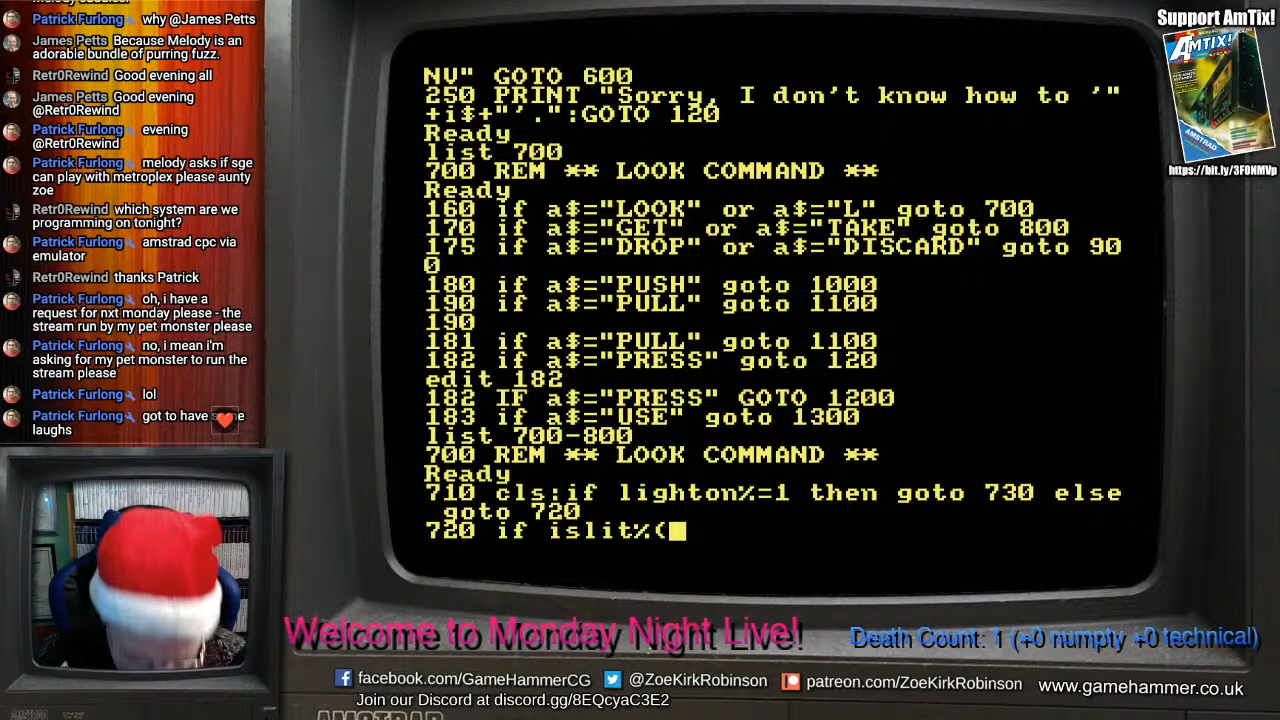 Patrick Furlong why @James Petts
James Petts Because Melody is an
adorable bundle of purring fuzz.
Retr0Rewind Good evening all
James Petts Good evening
@Retr0Rewind
Patrick Furlong evening
@Retr0Rewind
Patrick Furlong melody asks if sge
can play with metroplex please aunty
zoe
Retr0Rewind which system are we
programming on tonight?
Patrick Furlong amstrad cpc via
emulator
Retr0Rewind thanks Patrick
Patrick Furlong oh, i have a
request for nxt monday please - the
stream run by my pet monster please
Patrick Furlong no, i mean i'm
asking for my pet monster to run the
stream please
Patrick Furlong lol
Patrick Furlong got to have
laughs
NV" GOTO 600
250 PRINT "Sorry, I don't know how to '"
+i$+"'.":GOTO 120
Ready
list 700
700 REM ** LOOK COMMAND **
Ready
160 if a$="LOOK" or a$="L" goto 700
170 if a$="GET" or a$="TAKE" goto 800
175 if a$="DROP" or a$="DISCARD" goto 90
0
180 if a$="PUSH" goto 1000
190 if a$="PULL" goto 1100
190
181 if a$="PULL" goto 1100
182 if a$="PRESS" goto 120
edit 182
182 IF a$="PRESS" GOTO 1200
183 if a$="USE" goto 1300
list 700-800
700 REM ** LOOK COMMAND **
Ready
710 cls:if lighton%=1 then goto 730 else
goto 720
720 if islit%(
Support AmTix!
AMTIX!
AMSTRAD
https://bit.ly/3F0NMVp
Welcome to Monday Night Live!
Death Count: 1 (+0 numpty +0 technical)
facebook.com/GameHammerCG @ZoeKirkRobinson patreon.com/ZoeKirkRobinson www.gamehammer.co.uk
Join our Discord at discord.gg/8EQcyaC3E2